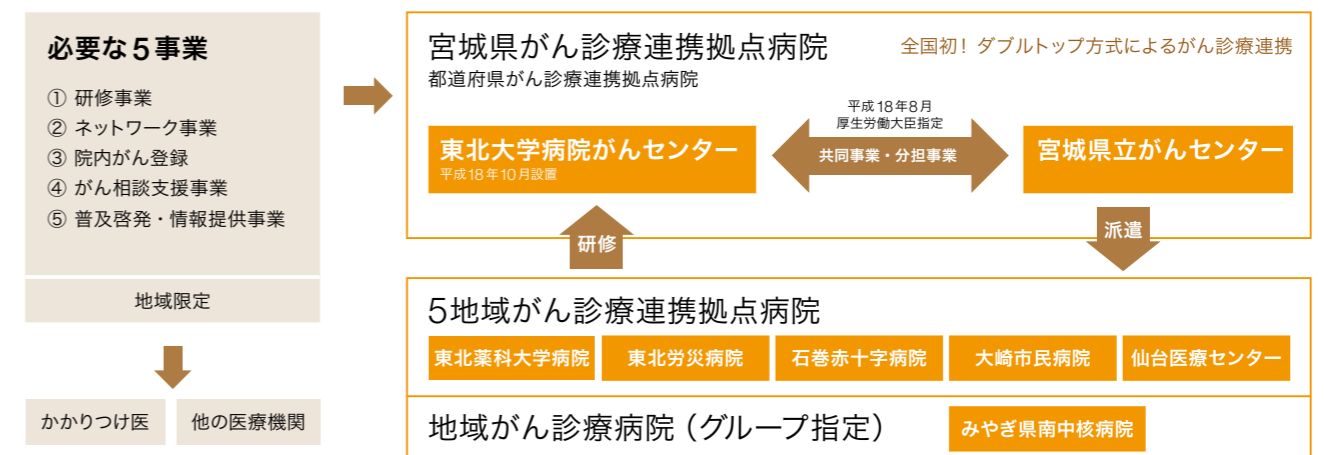 必要な5事業
① 研修事業
② ネットワーク事業
③ 院内がん登録
④ がん相談支援事業
⑤ 普及啓発・情報提供事業
地域限定
かかりつけ医
他の医療機関
宮城県がん診療連携拠点病院
全国初！ダブルトップ方式によるがん診療連携
都道府県がん診療連携拠点病院
東北大学病院がんセンター
平成18年10月設置
平成18年8月
厚生労働大臣指定
共同事業・分担事業
宮城県立がんセンター
研修
派遣
5地域がん診療連携拠点病院
東北薬科大学病院
東北労災病院
石巻赤十字病院
大崎市民病院
仙台医療センター
地域がん診療病院（グループ指定）
みやぎ県南中核病院